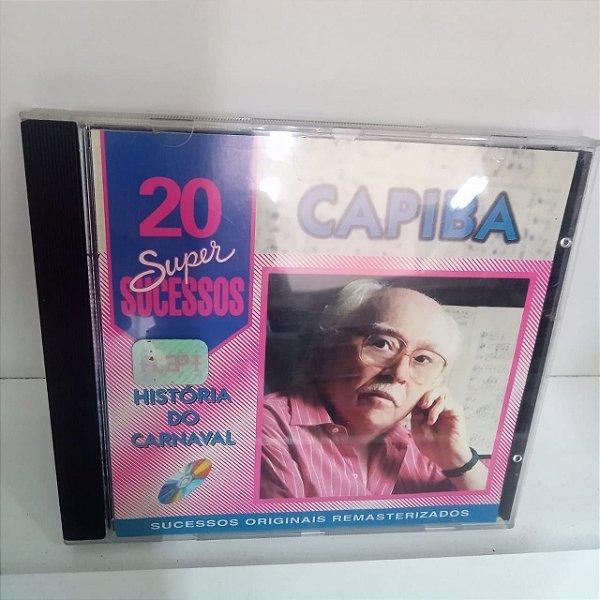 20
Super
SUCESSOS
CAPIBA
HISTÓRIA
DO
CARNAVAL
SUCESSOS ORIGINAIS REMASTERIZADOS